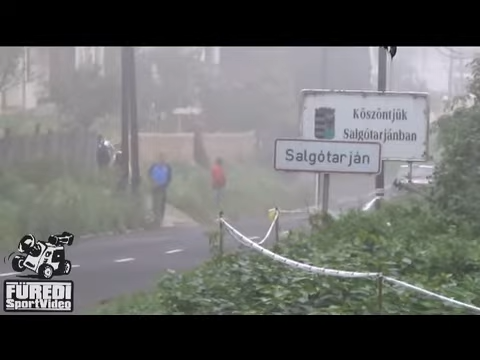 Köszöntjük
Salgótarjánban
Salgótarján
FÜREDI
SportVideo